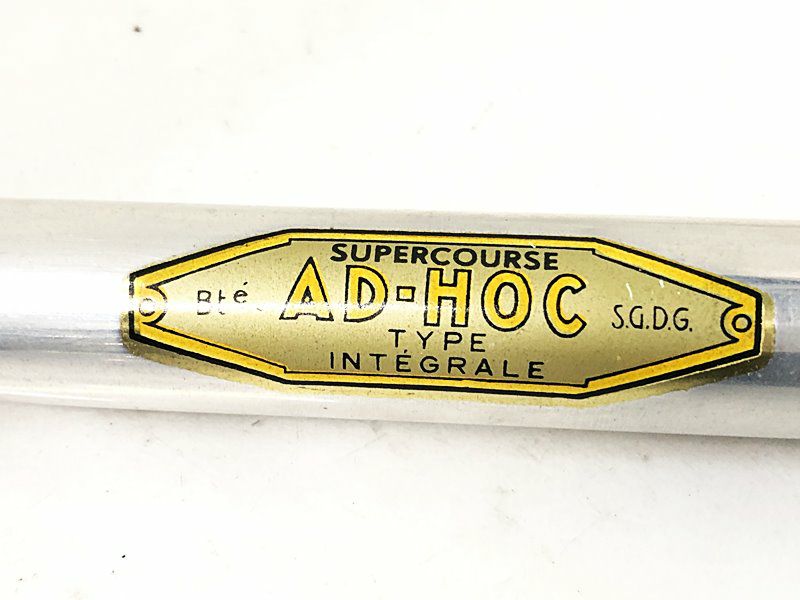 SUPERCOURSE
Bté. AD-HOC S.G.D.G.
TYPE
INTÉGRALE